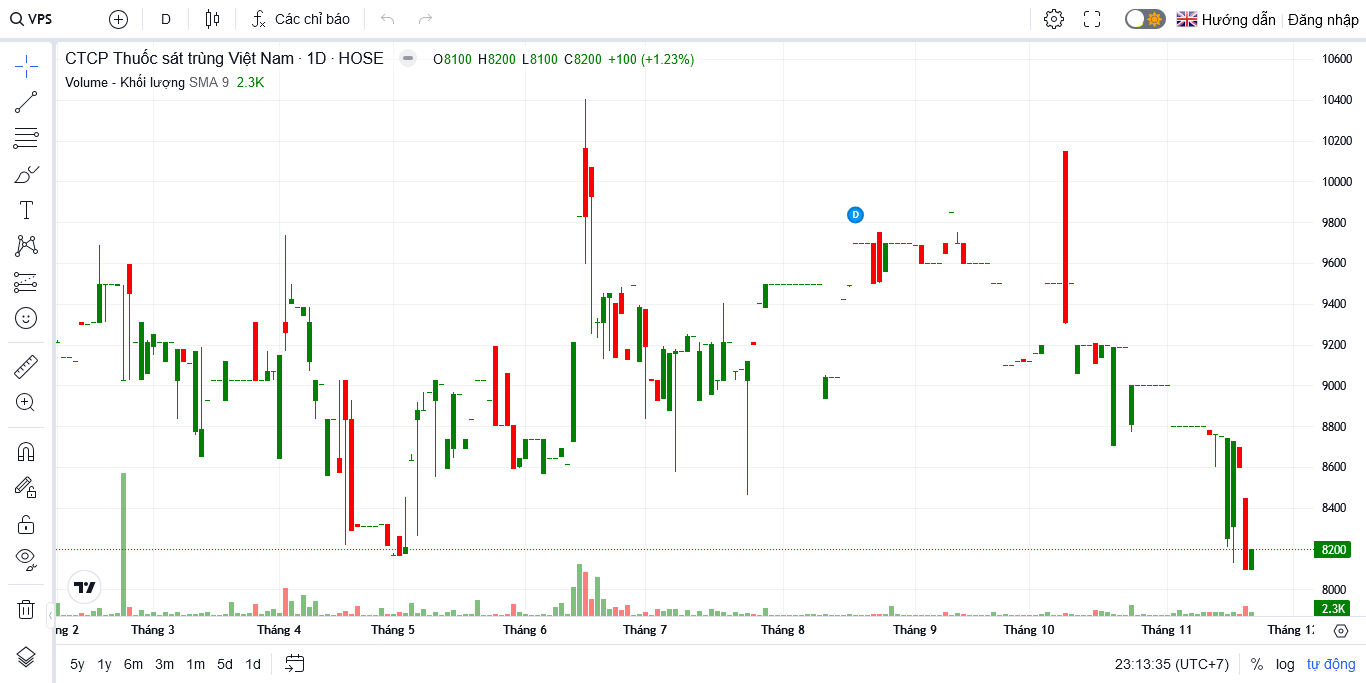 VPS D Các chỉ báo Hướng dẫn Đăng nhập
CTCP Thuốc sát trùng Việt Nam · 1D · HOSE O8100 H8200 L8100 C8200 +100 (+1.23%)
Volume - Khối lượng SMA 9 2.3K
10600
10400
10200
10000
9800
D
9600
9400
9200
9000
8800
8600
8400
8200
8000
2.3K
ng 2 Tháng 3 Tháng 4 Tháng 5 Tháng 6 Tháng 7 Tháng 8 Tháng 9 Tháng 10 Tháng 11 Tháng 12
5y 1y 6m 3m 1m 5d 1d 23:13:35 (UTC+7) % log tự động